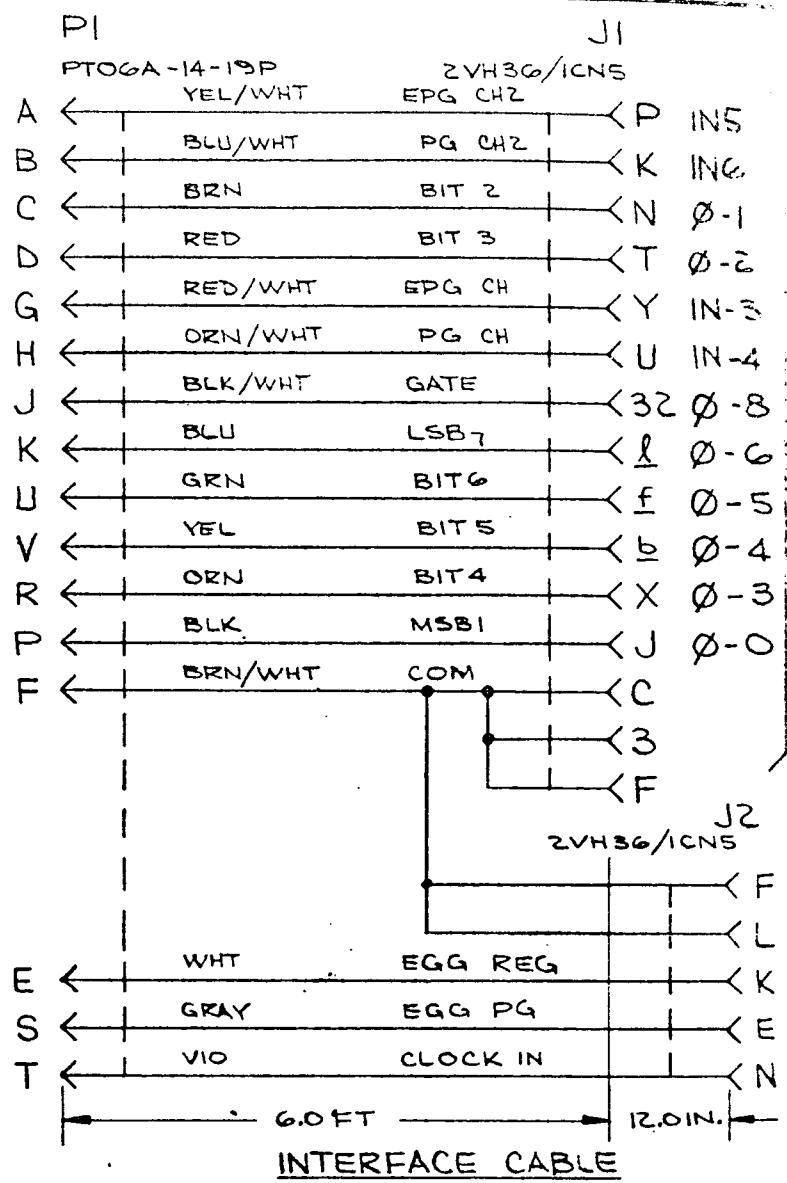 P1 J1
PT06A-14-19P 2VH36/1CN5
A YEL/WHT EPG CH2 P IN5
B BLU/WHT PG CH2 K IN6
C BRN BIT 2 N Ø-1
D RED BIT 3 T Ø-2
G RED/WHT EPG CH Y IN-3
H ORN/WHT PG CH U IN-4
J BLK/WHT GATE 32 Ø-8
K BLU LSB7 l Ø-6
U GRN BIT6 f Ø-5
V YEL BIT5 b Ø-4
R ORN BIT4 X Ø-3
P BLK MSB1 J Ø-0
F BRN/WHT COM C
3
F
J2
2VH36/1CN5
F
L
E WHT EGG REG K
S GRAY EGG PG E
T VIO CLOCK IN N
6.0 FT 12.0 IN.
INTERFACE CABLE